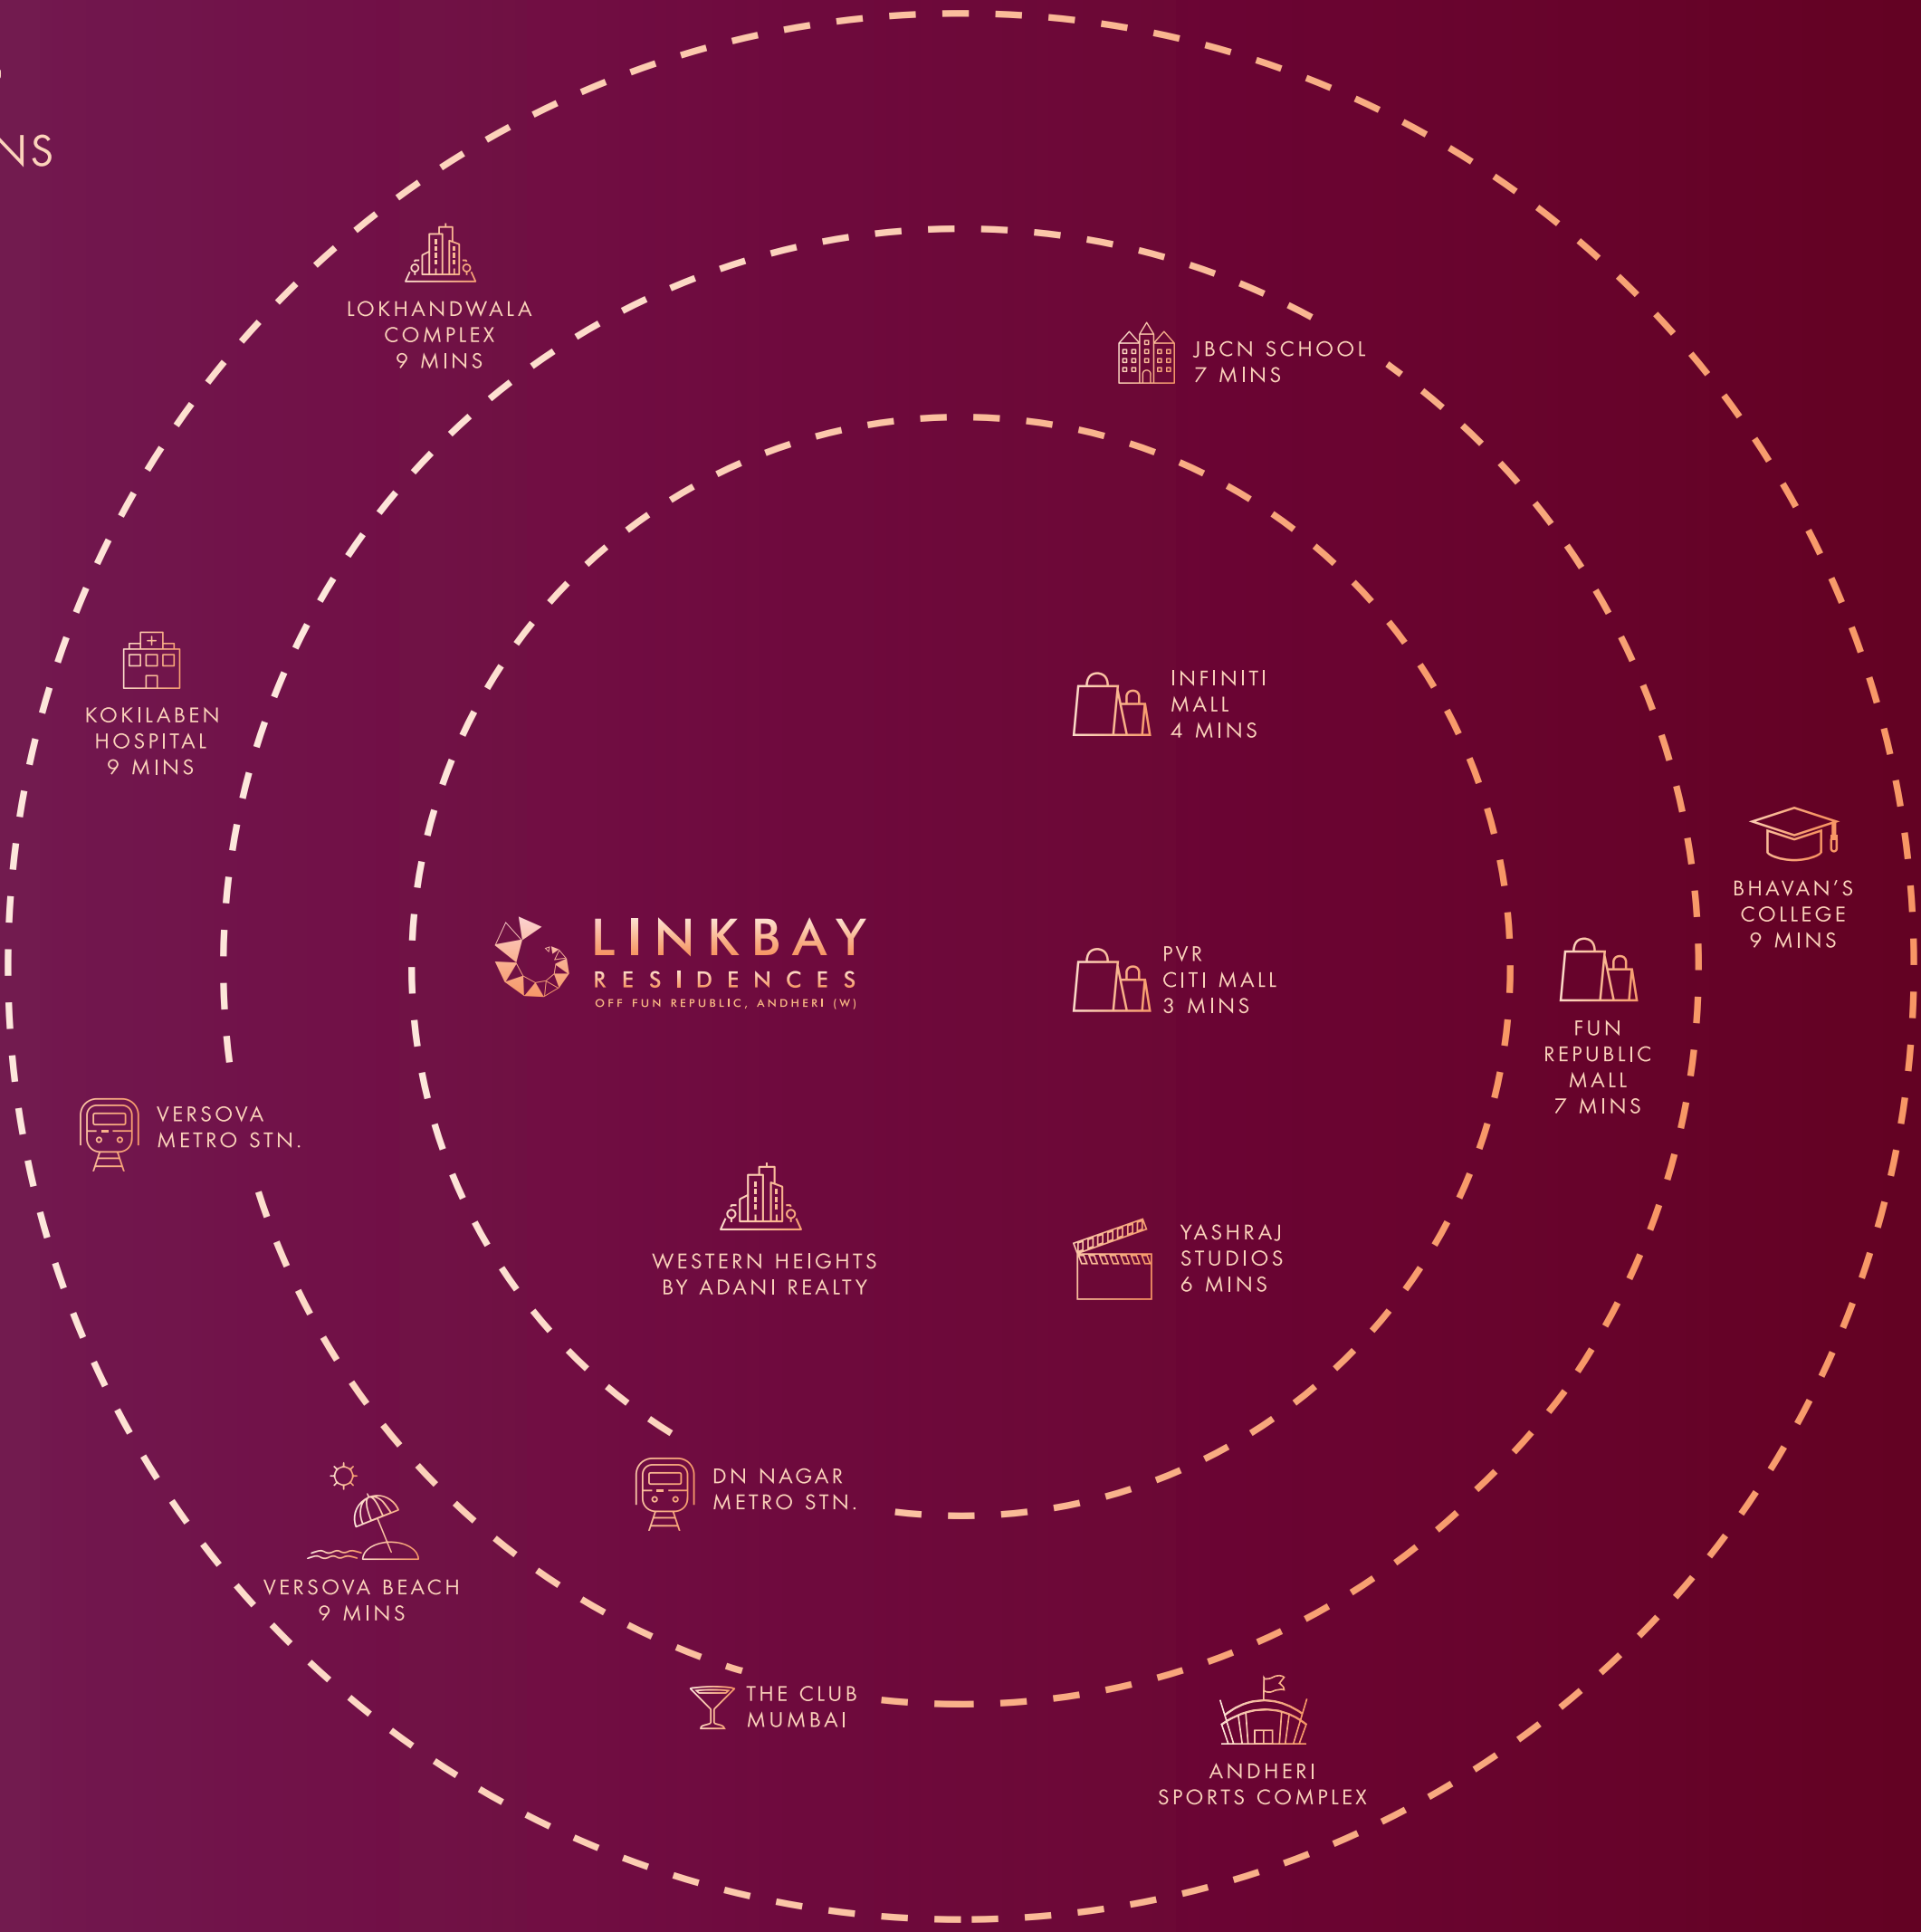 NS
LOKHANDWALA
COMPLEX
9 MINS
JBCN SCHOOL
7 MINS
KOKILABEN
HOSPITAL
9 MINS
INFINITI
MALL
4 MINS
BHAVAN'S
COLLEGE
9 MINS
LINKBAY
RESIDENCES
OFF FUN REPUBLIC, ANDHERI (W)
PVR
CITI MALL
3 MINS
FUN
REPUBLIC
MALL
7 MINS
VERSOVA
METRO STN.
WESTERN HEIGHTS
BY ADANI REALTY
YASHRAJ
STUDIOS
6 MINS
DN NAGAR
METRO STN.
VERSOVA BEACH
9 MINS
THE CLUB
MUMBAI
ANDHERI
SPORTS COMPLEX